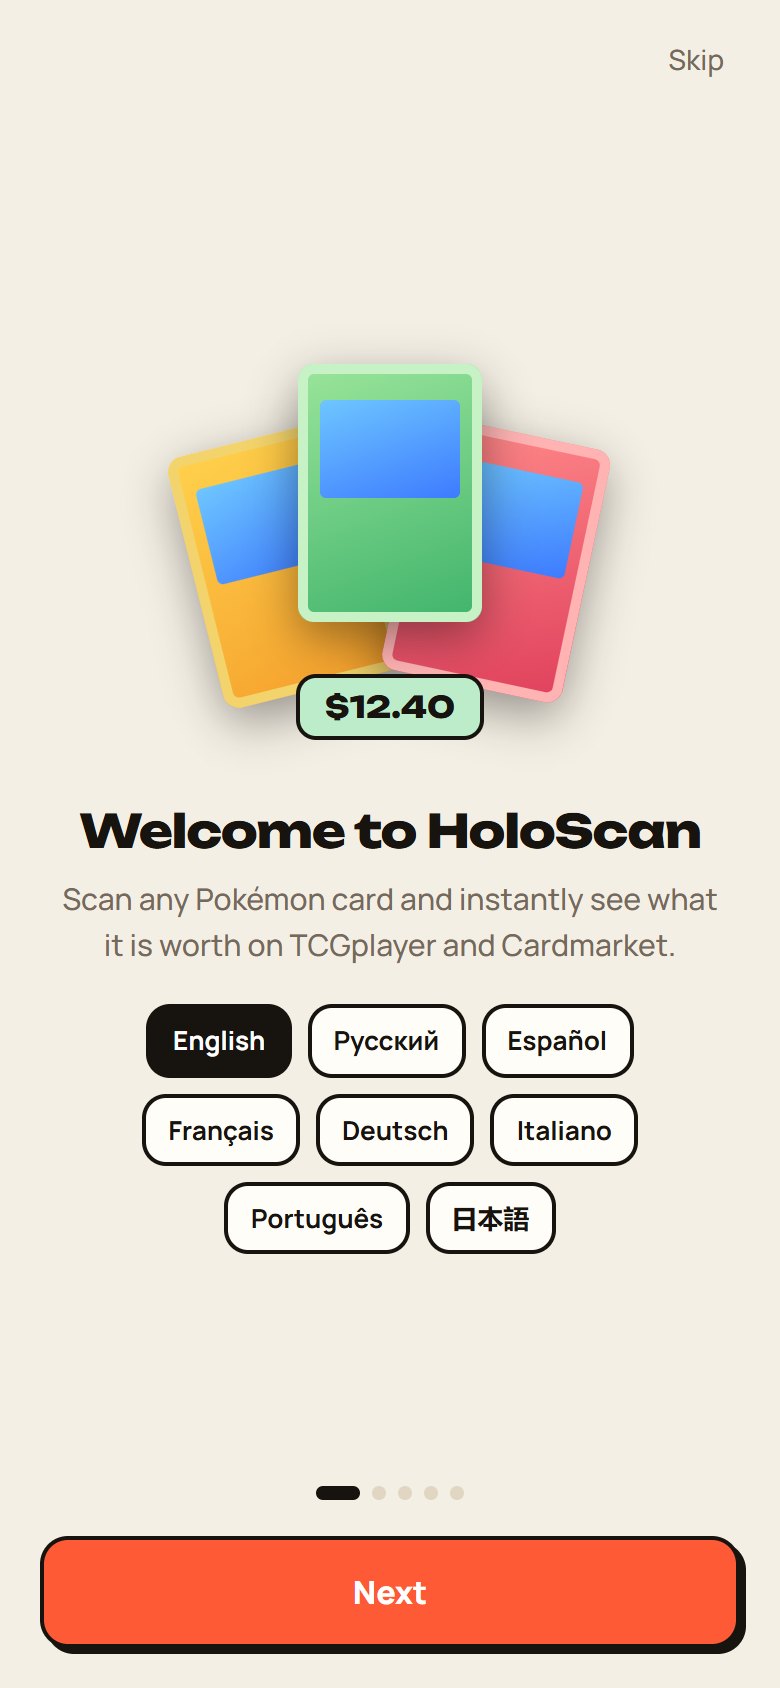 Skip
$12.40
Welcome to HoloScan
Scan any Pokémon card and instantly see what
it is worth on TCGplayer and Cardmarket.
English Русский Español
Français Deutsch Italiano
Português 日本語
Next